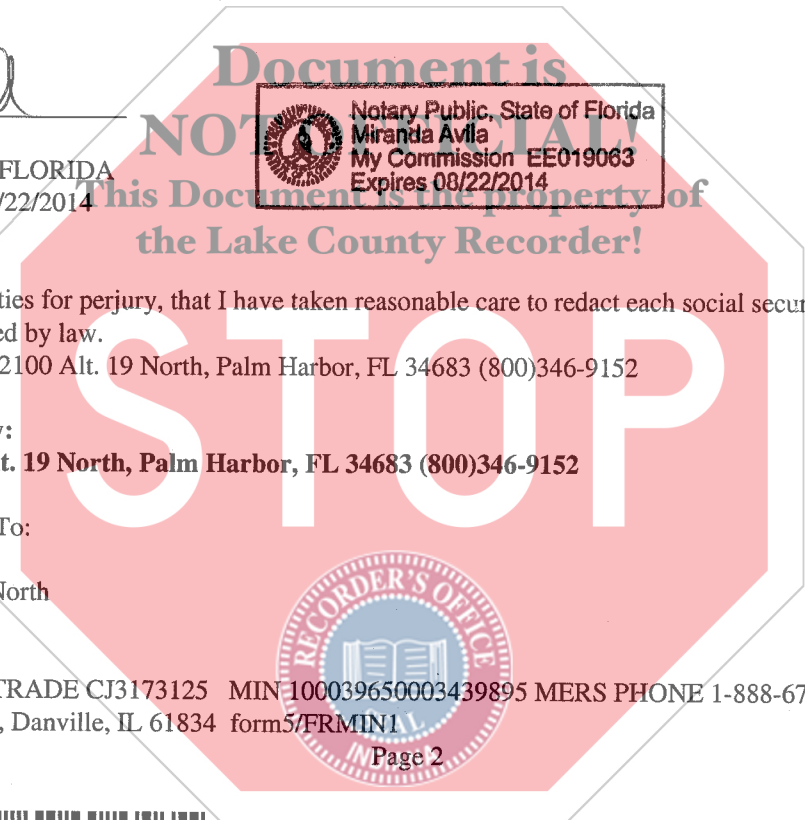 Document is
NOT OFFICIAL!
Notary Public, State of Florida
Miranda Avila
My Commission EE019063
Expires 08/22/2014
FLORIDA
/22/2014
This Document is the property of
the Lake County Recorder!
ties for perjury, that I have taken reasonable care to redact each social secur
ed by law.
2100 Alt. 19 North, Palm Harbor, FL 34683 (800)346-9152
y:
t. 19 North, Palm Harbor, FL 34683 (800)346-9152
STOP
To:
North
RECORDER'S OFFICE
SEAL
INDIANA
TRADE CJ3173125 MIN 100039650003439895 MERS PHONE 1-888-67
, Danville, IL 61834 form5/FRMIN1
Page 2